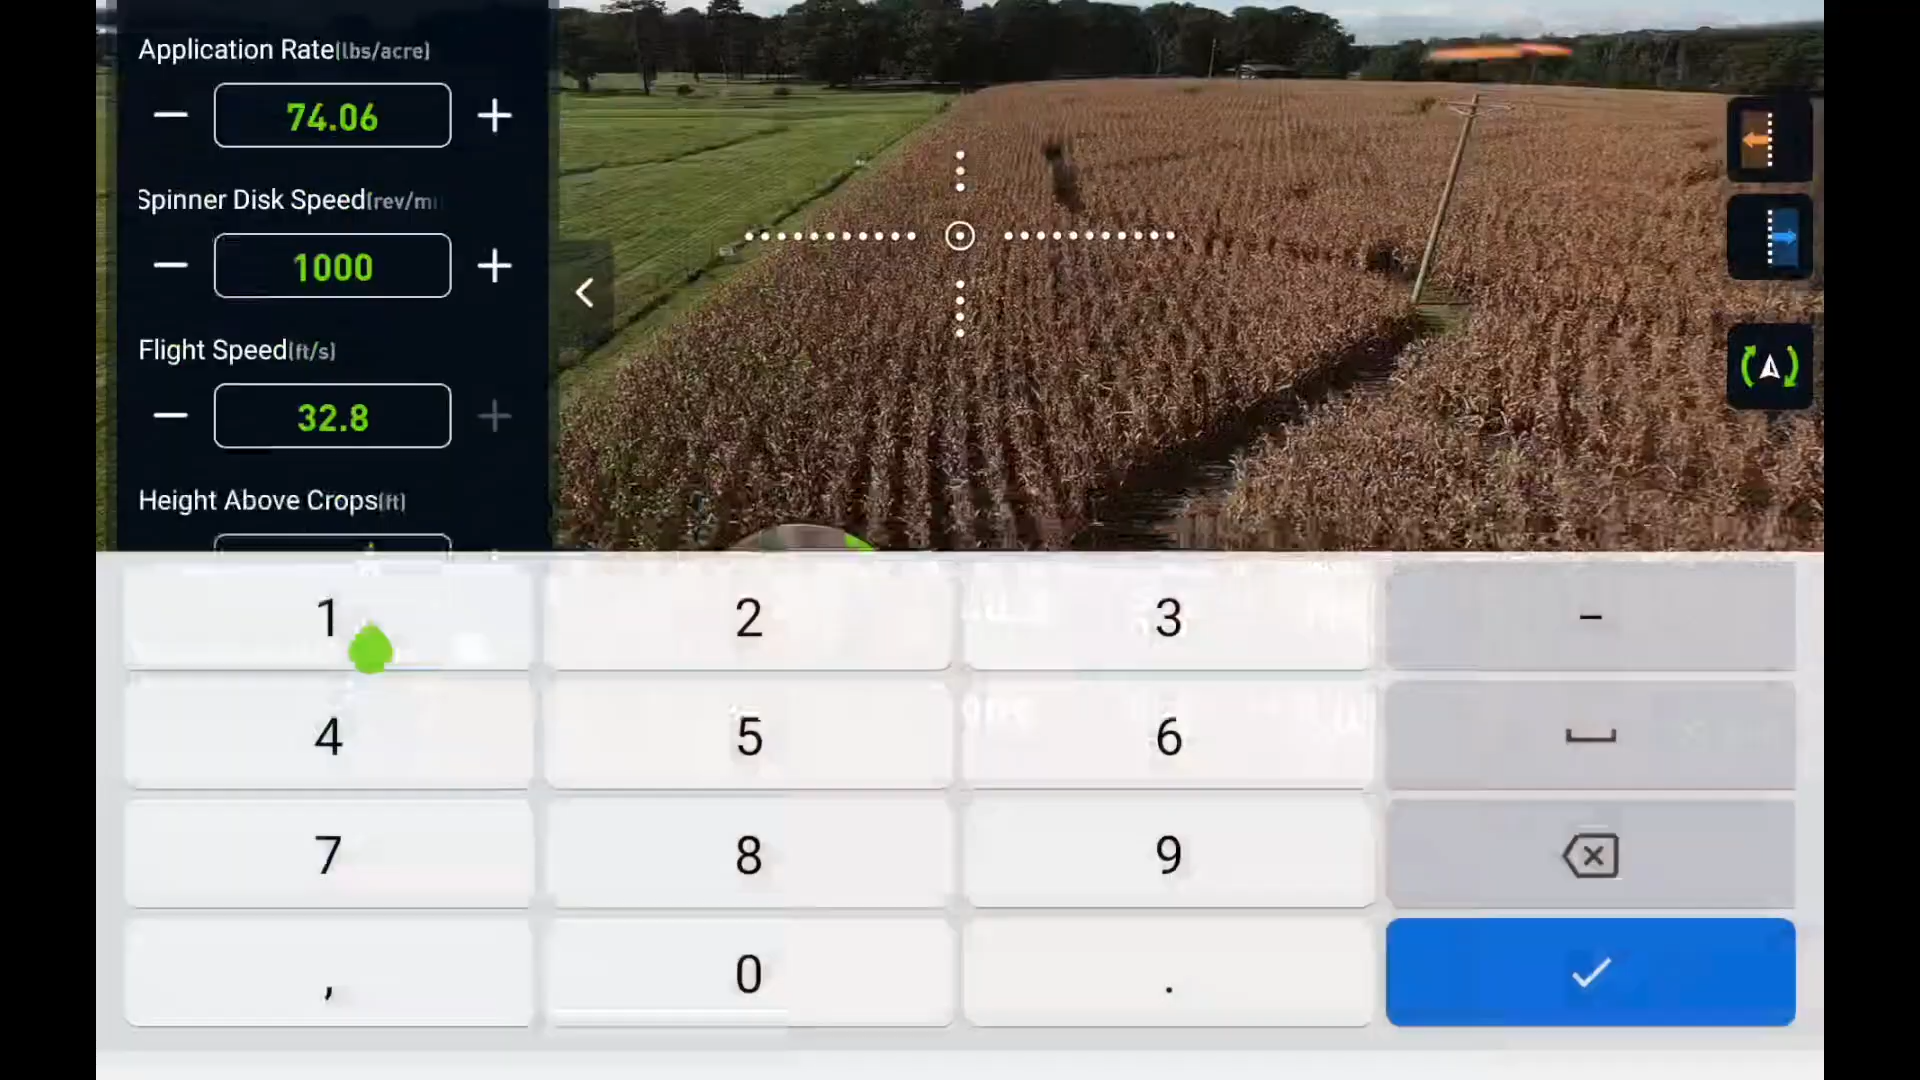 Application Rate(lbs/acre)
— 74.06 +
Spinner Disk Speed(rev/mi
— 1000 +
Flight Speed(ft/s)
— 32.8 +
Height Above Crops(ft)
1 2 3 –
4 5 6
7 8 9
, 0 .